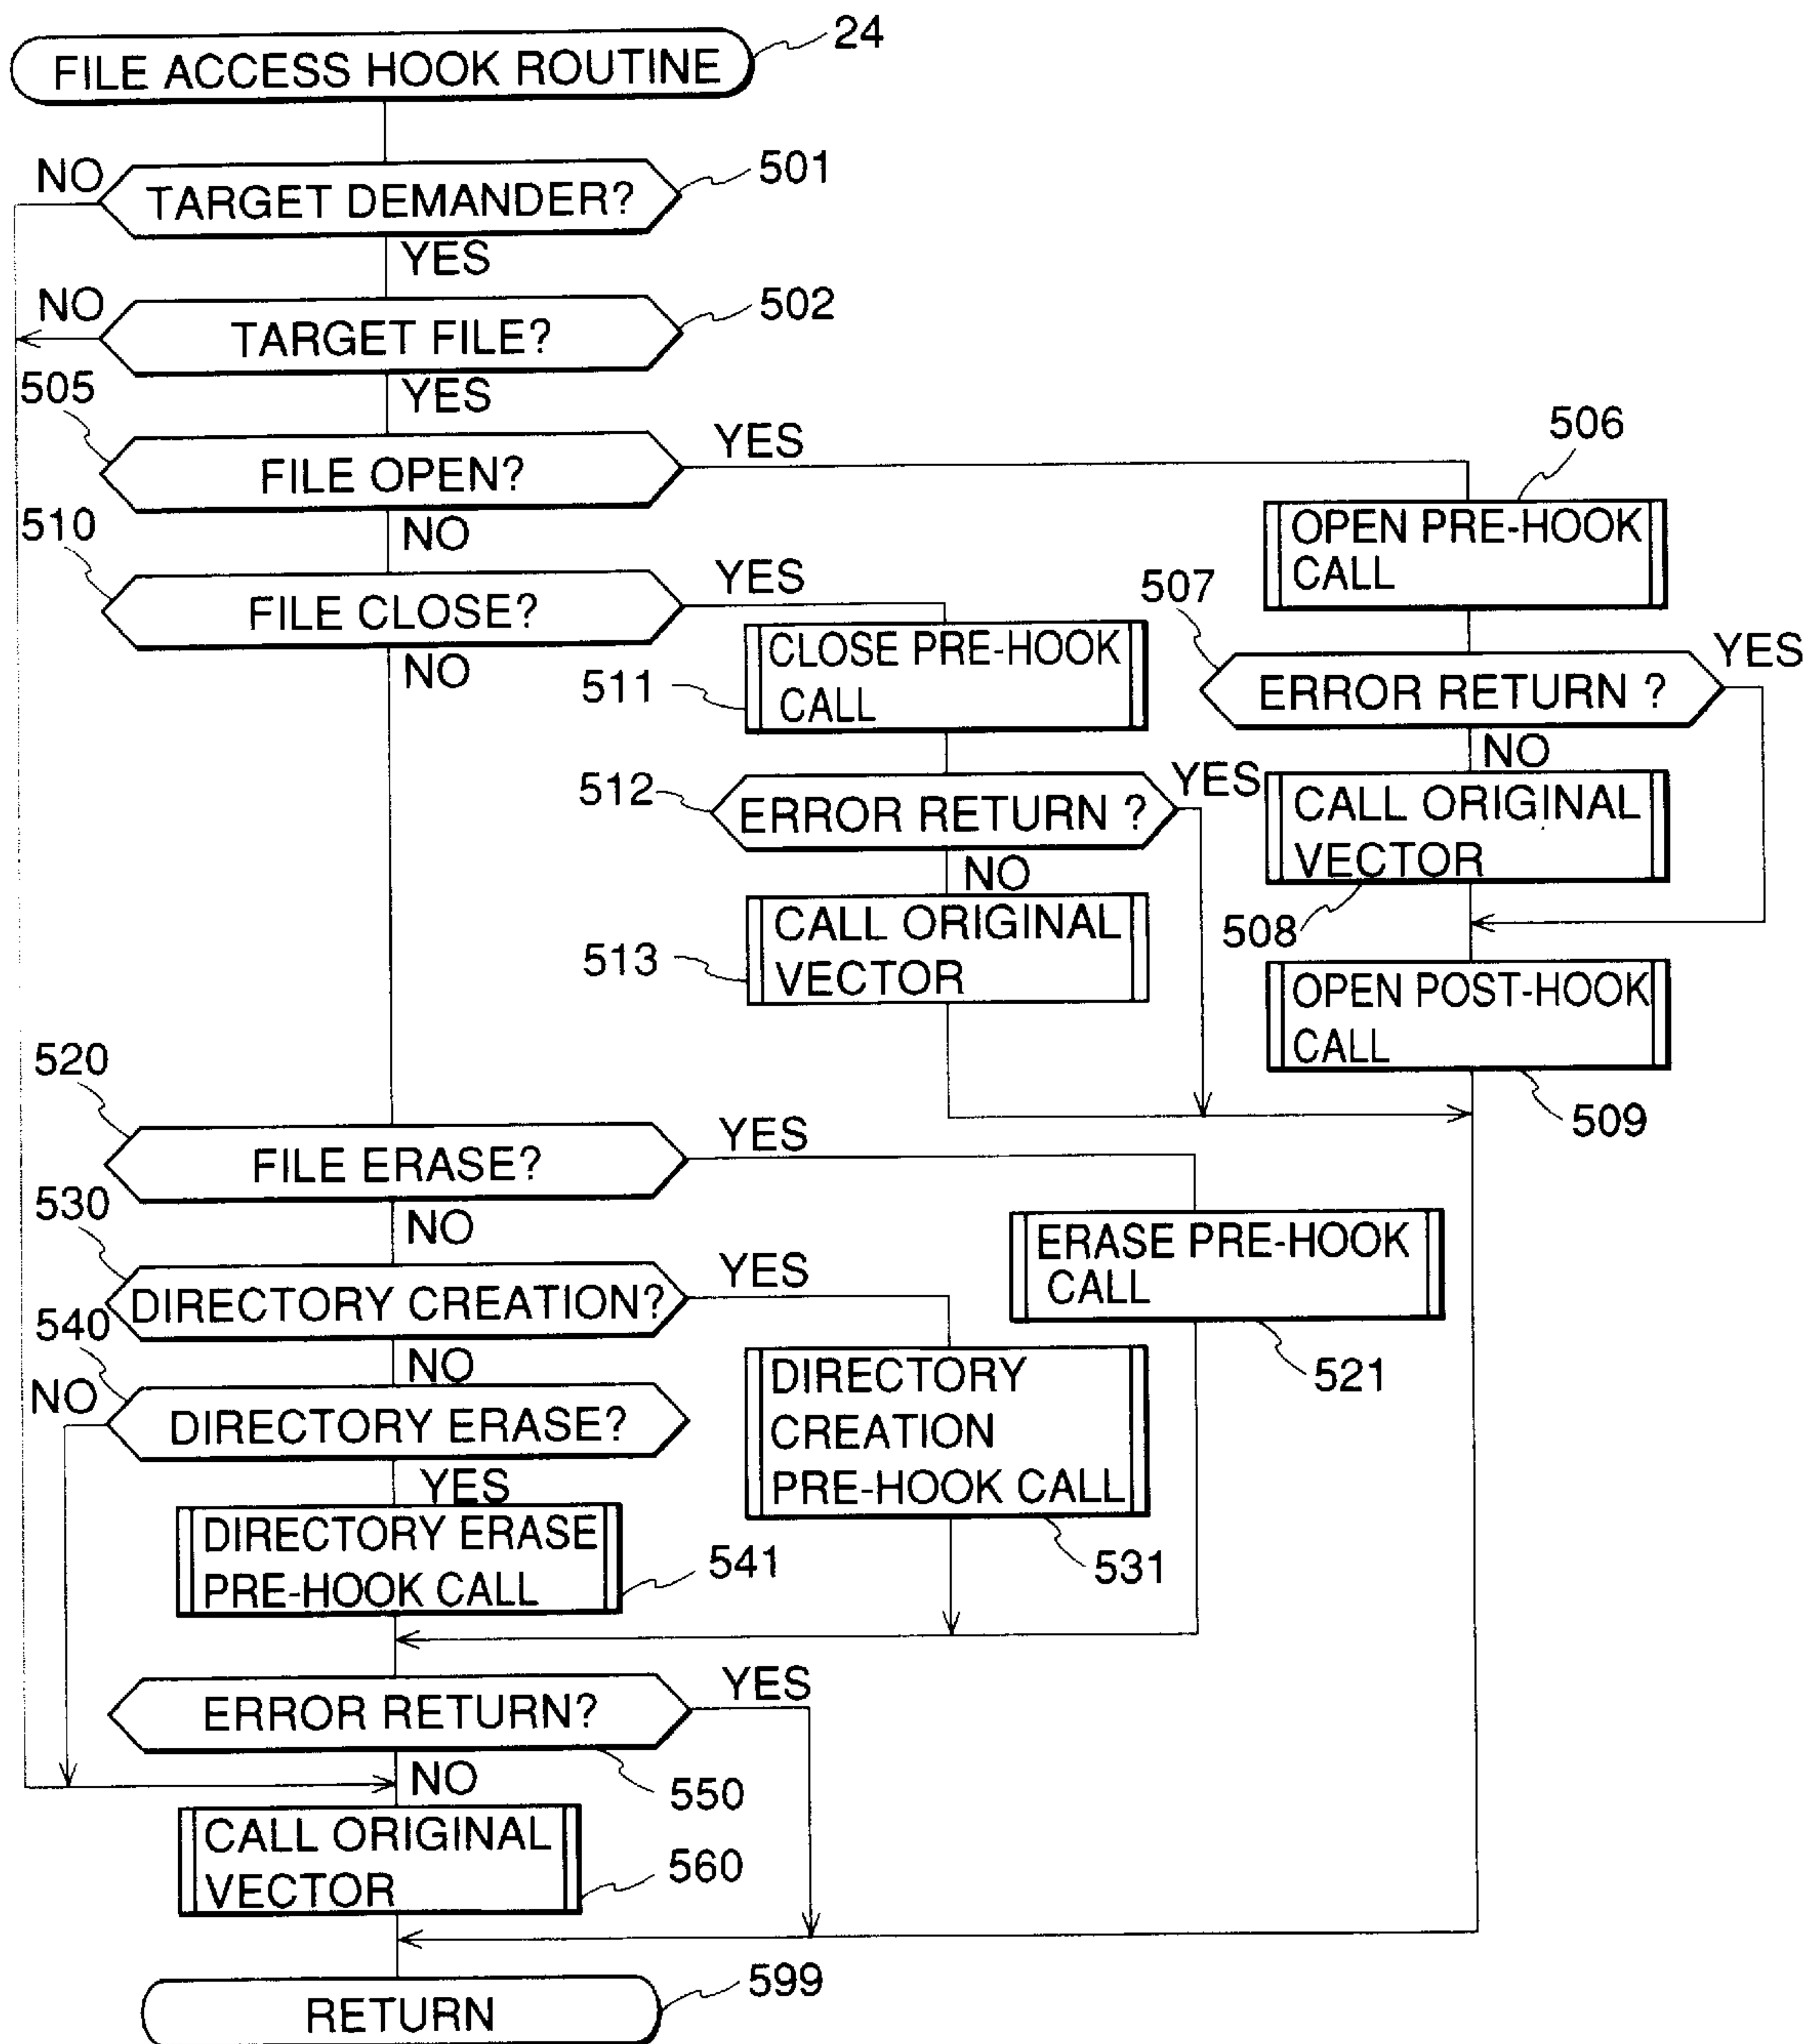 24
FILE ACCESS HOOK ROUTINE
NO
TARGET DEMANDER?
501
YES
NO
TARGET FILE?
502
YES
505
FILE OPEN?
YES
506
OPEN PRE-HOOK
CALL
510
NO
FILE CLOSE?
YES
507
ERROR RETURN ?
YES
NO
CLOSE PRE-HOOK
CALL
511
NO
CALL ORIGINAL
VECTOR
508
512
ERROR RETURN ?
YES
NO
CALL ORIGINAL
VECTOR
513
OPEN POST-HOOK
CALL
509
520
FILE ERASE?
YES
NO
ERASE PRE-HOOK
CALL
521
530
DIRECTORY CREATION?
YES
NO
DIRECTORY
CREATION
PRE-HOOK CALL
531
540
NO
DIRECTORY ERASE?
YES
DIRECTORY ERASE
PRE-HOOK CALL
541
ERROR RETURN?
YES
NO
550
CALL ORIGINAL
VECTOR
560
RETURN
599